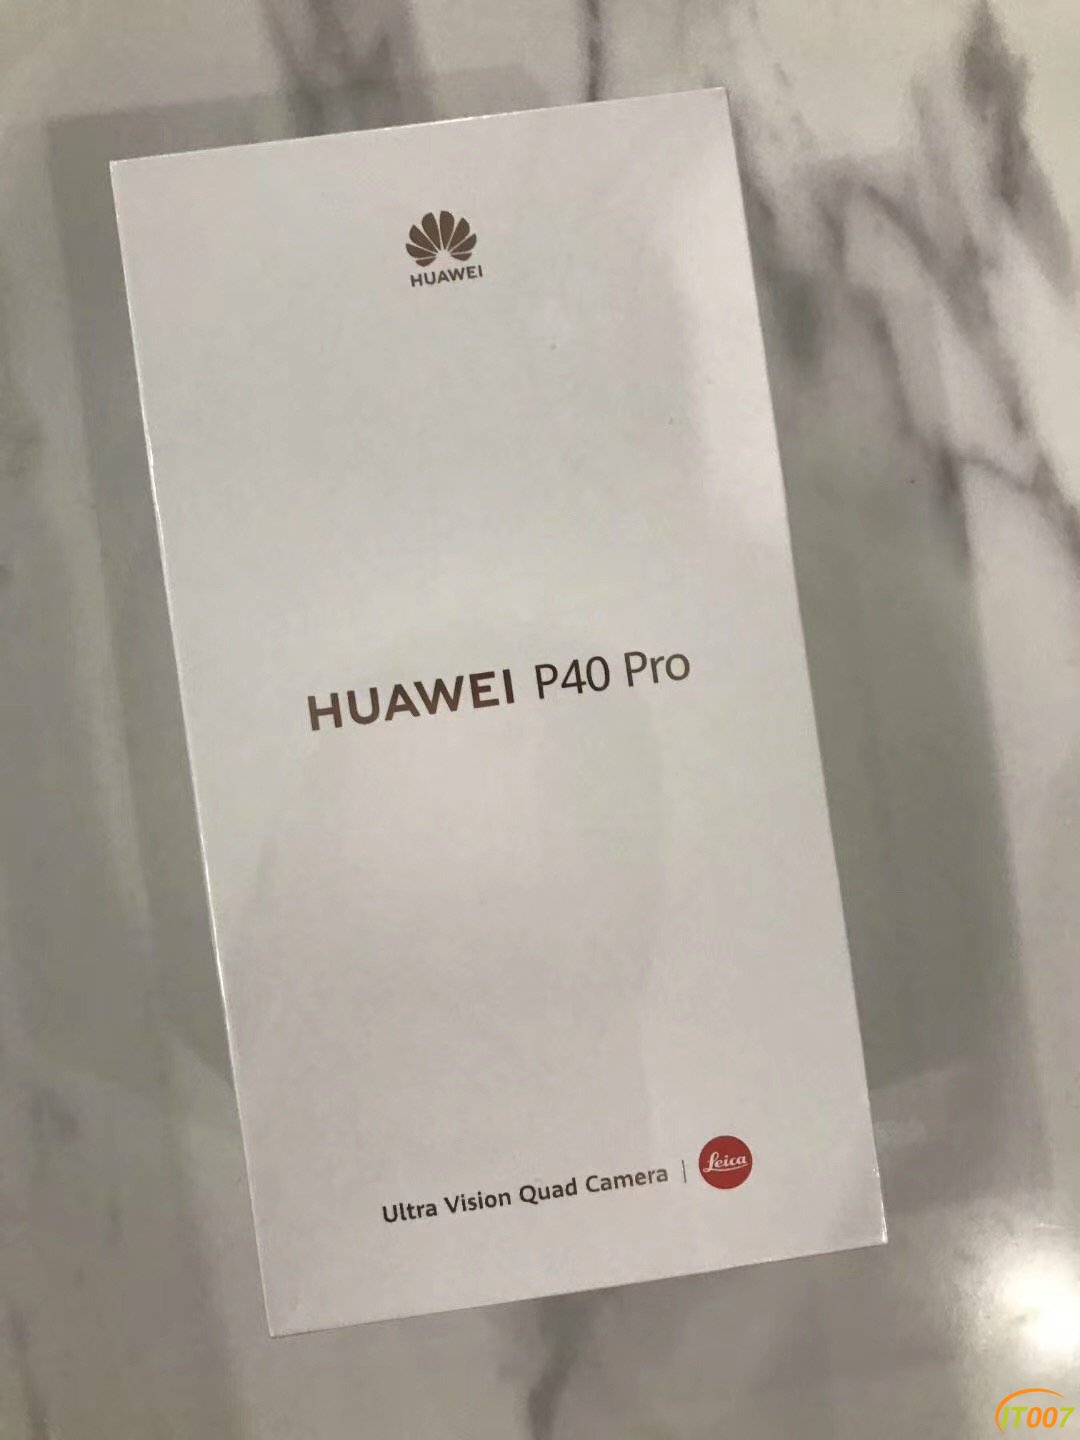 HUAWEI
HUAWEI P40 Pro
Ultra Vision Quad Camera | Leica
IT007